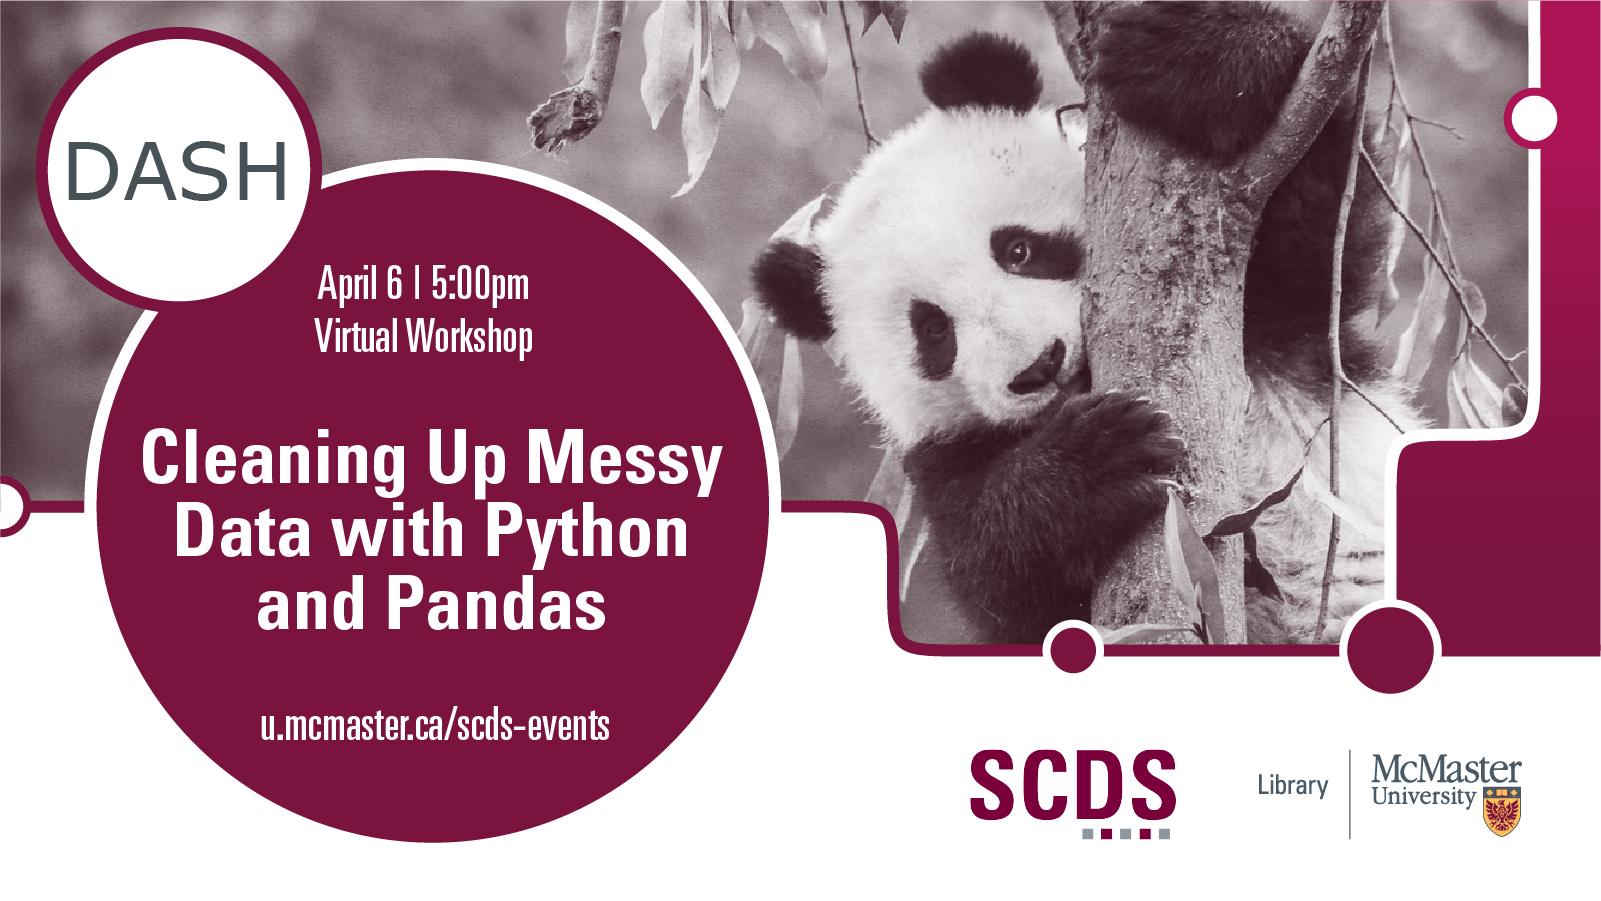 DASH
April 6 | 5:00pm
Virtual Workshop
Cleaning Up Messy
Data with Python
and Pandas
u.mcmaster.ca/scds-events
SCDS
Library
McMaster
University